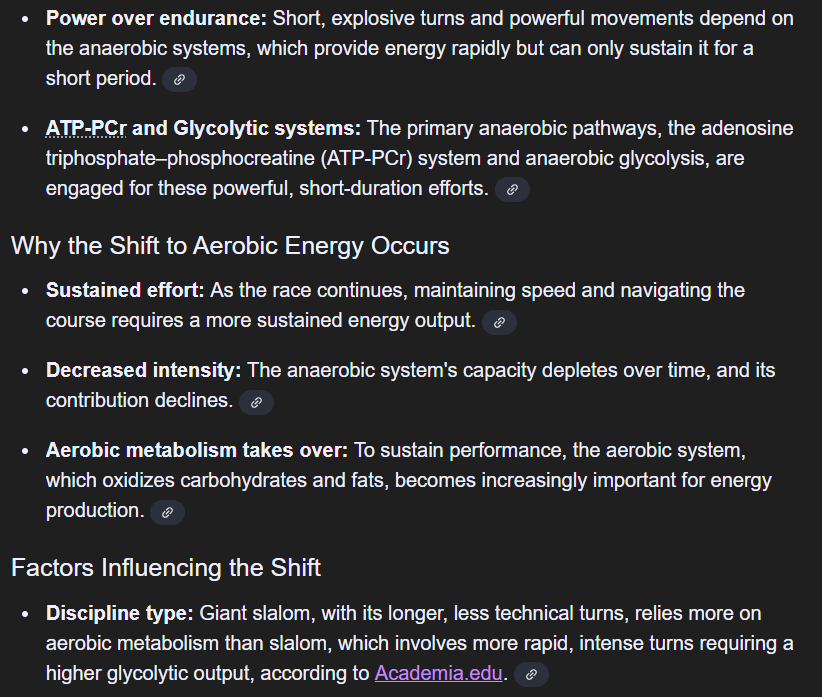 Power over endurance: Short, explosive turns and powerful movements depend on
the anaerobic systems, which provide energy rapidly but can only sustain it for a
short period.
ATP-PCr and Glycolytic systems: The primary anaerobic pathways, the adenosine
triphosphate–phosphocreatine (ATP-PCr) system and anaerobic glycolysis, are
engaged for these powerful, short-duration efforts.
Why the Shift to Aerobic Energy Occurs
Sustained effort: As the race continues, maintaining speed and navigating the
course requires a more sustained energy output.
Decreased intensity: The anaerobic system's capacity depletes over time, and its
contribution declines.
Aerobic metabolism takes over: To sustain performance, the aerobic system,
which oxidizes carbohydrates and fats, becomes increasingly important for energy
production.
Factors Influencing the Shift
Discipline type: Giant slalom, with its longer, less technical turns, relies more on
aerobic metabolism than slalom, which involves more rapid, intense turns requiring a
higher glycolytic output, according to Academia.edu.